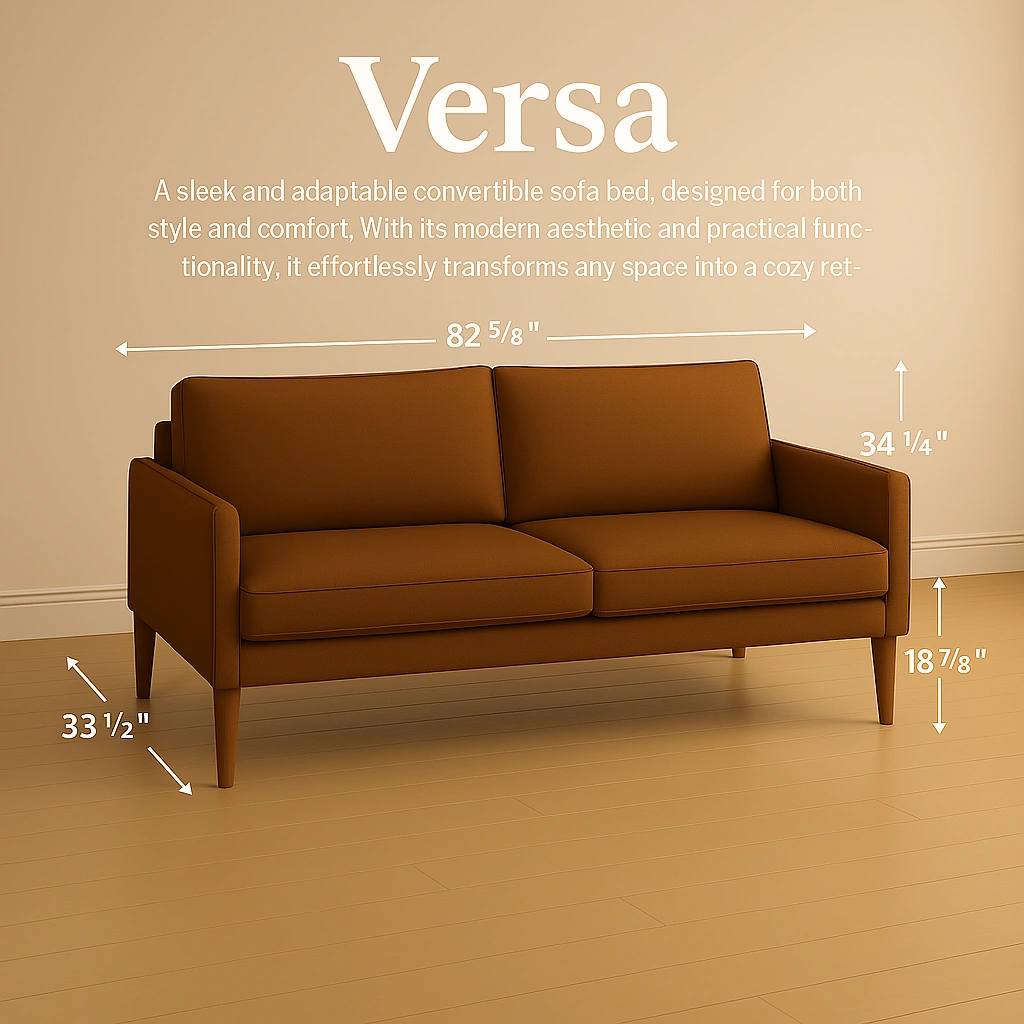 Versa
A sleek and adaptable convertible sofa bed, designed for both
style and comfort, With its modern aesthetic and practical func-
tionality, it effortlessly transforms any space into a cozy ret-
82 5/8"
34 1/4"
18 7/8"
33 1/2"